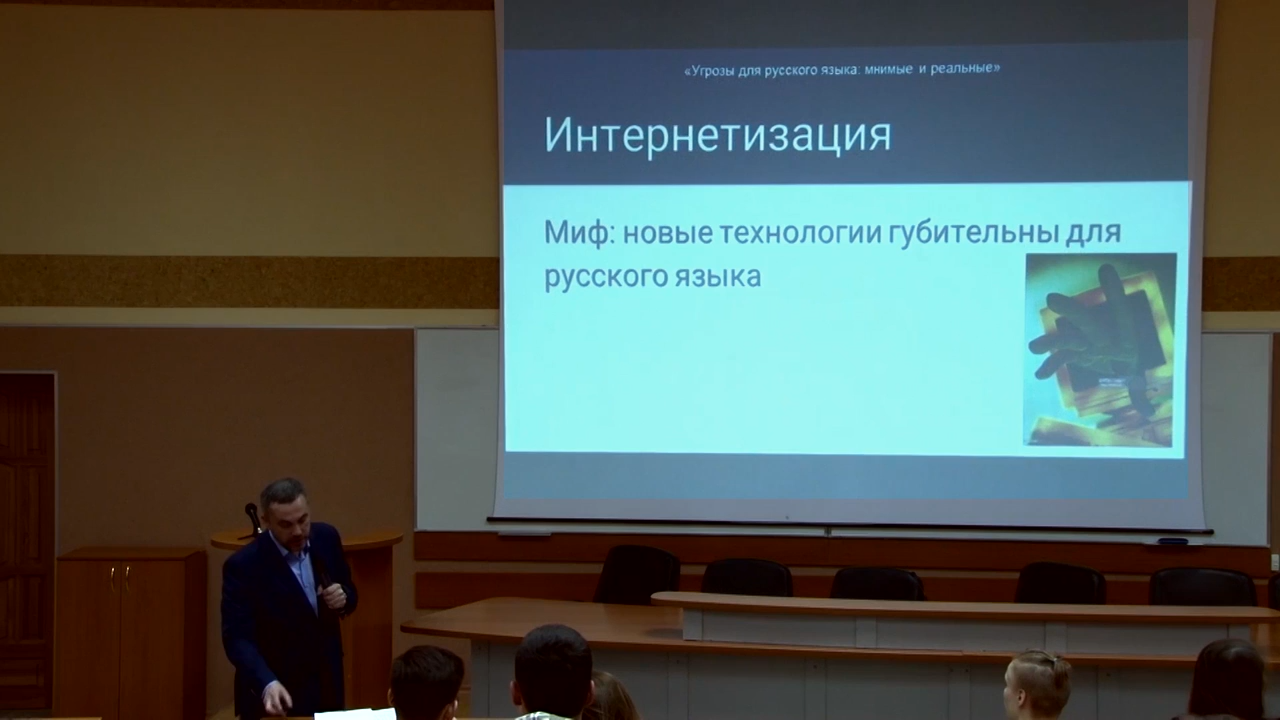 «Угрозы для русского языка: мнимые и реальные»
Интернетизация
Миф: новые технологии губительны для
русского языка